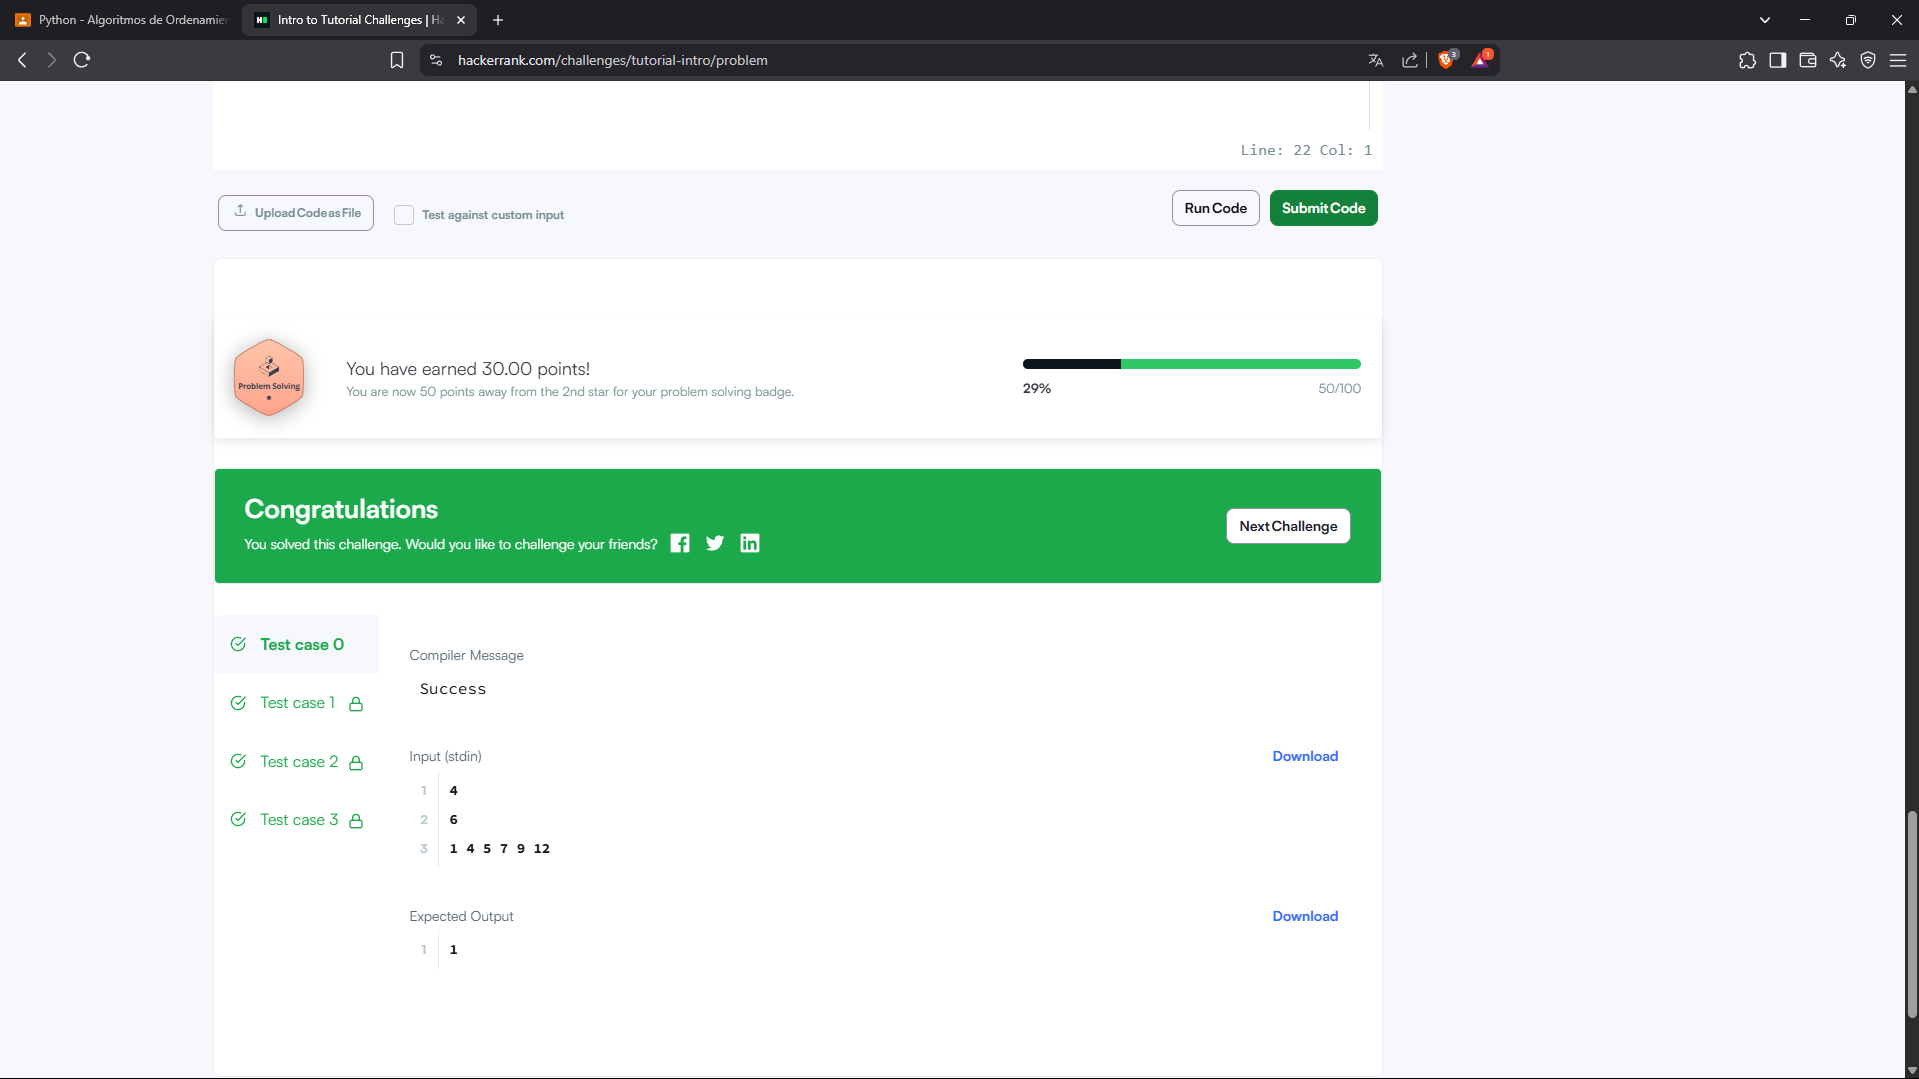 Python - Algoritmos de Ordenamier
Intro to Tutorial Challenges | Ha
hackerrank.com/challenges/tutorial-intro/problem
3
1
Line: 22 Col: 1
Upload Code as File
Test against custom input
Run Code
Submit Code
Problem Solving
You have earned 30.00 points!
You are now 50 points away from the 2nd star for your problem solving badge.
29%
50/100
Congratulations
You solved this challenge. Would you like to challenge your friends?
Next Challenge
Test case 0
Test case 1
Test case 2
Test case 3
Compiler Message
Success
Input (stdin)
Download
1 4
2 6
3 1 4 5 7 9 12
Expected Output
Download
1 1